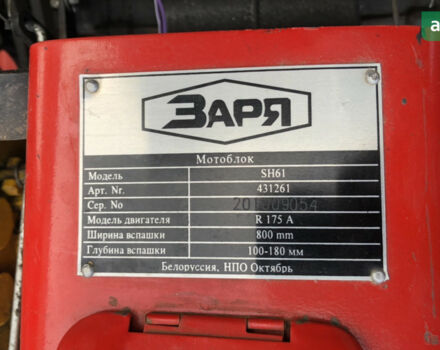 ЗАРЯ
Мотоблок
Модель SH61
Арт. Nr. 431261
Сер. No
Модель двигателя R 175 A
Ширина вспашки 800 mm
Глубина вспашки 100-180 мм
Белоруссия, НПО Октябрь